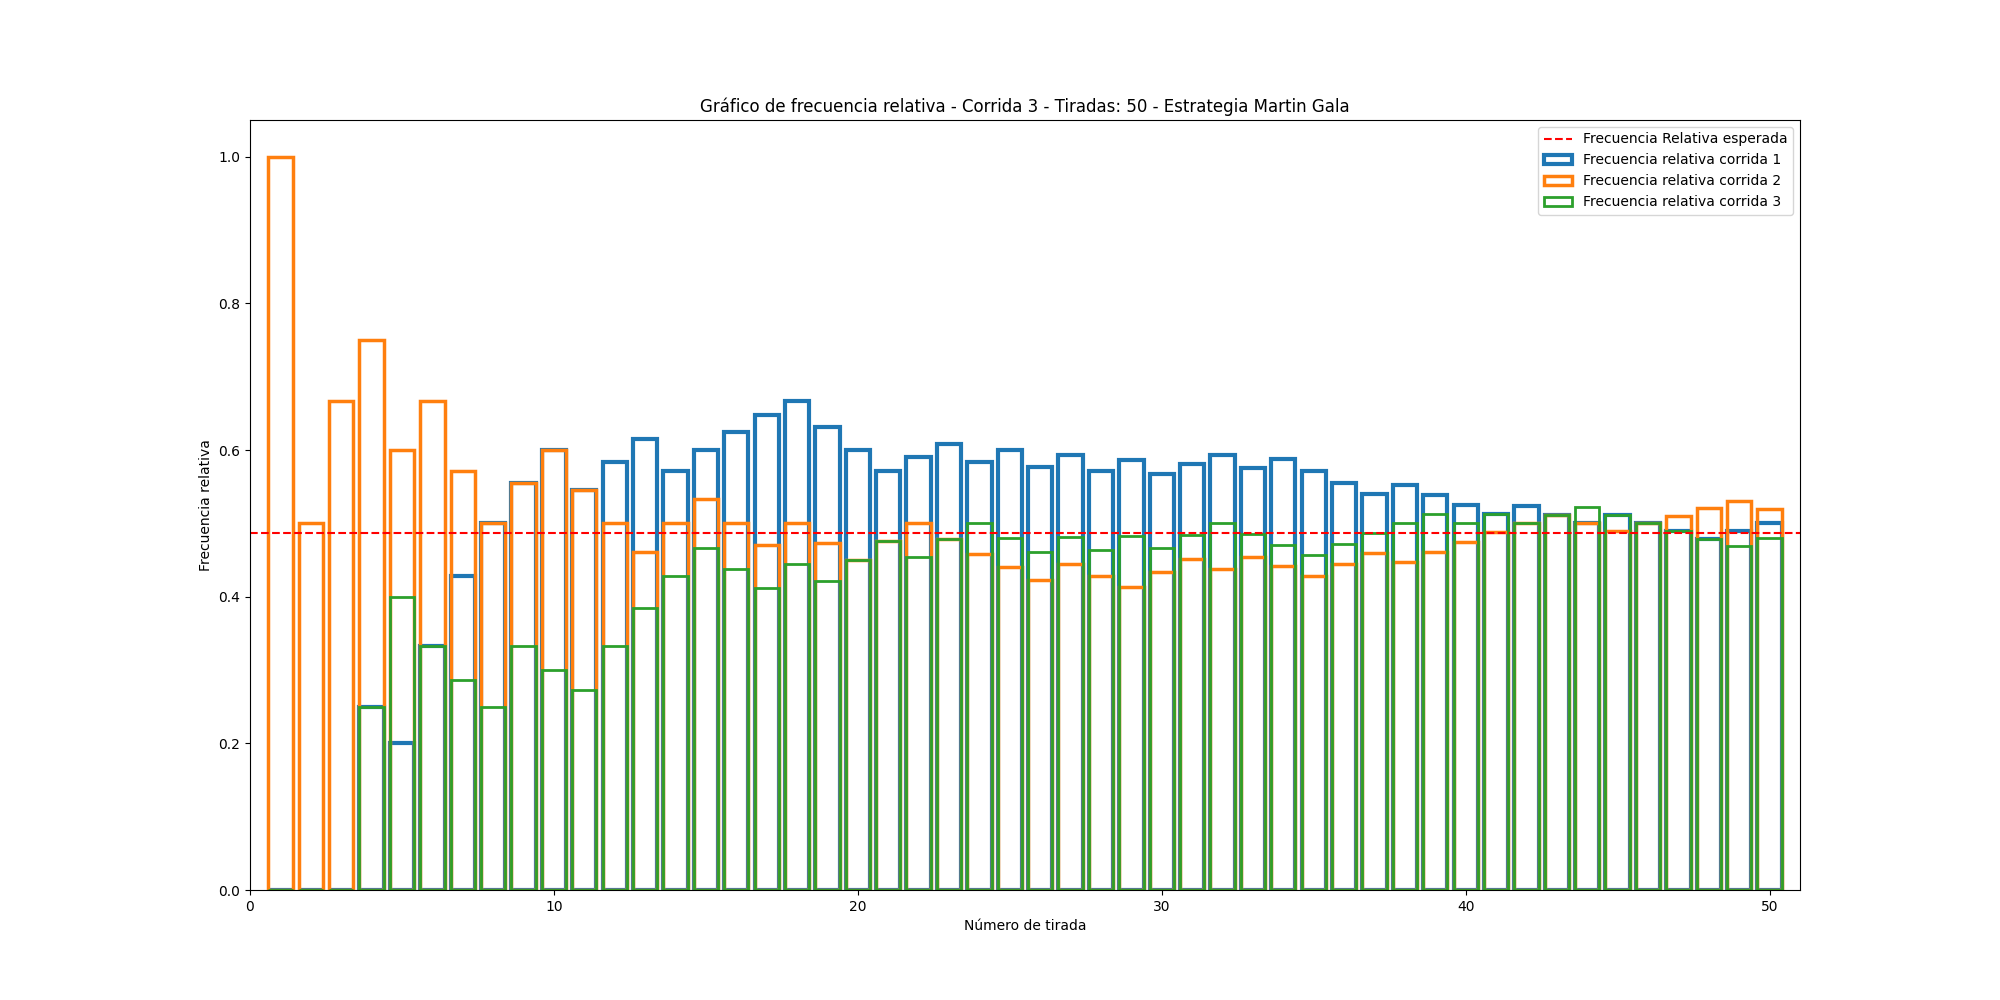 Gráfico de frecuencia relativa - Corrida 3 - Tiradas: 50 - Estrategia Martin Gala
Frecuencia Relativa esperada
Frecuencia relativa corrida 1
Frecuencia relativa corrida 2
Frecuencia relativa corrida 3
Frecuencia relativa
1.0
0.8
0.6
0.4
0.2
0.0
0 10 20 30 40 50
Número de tirada